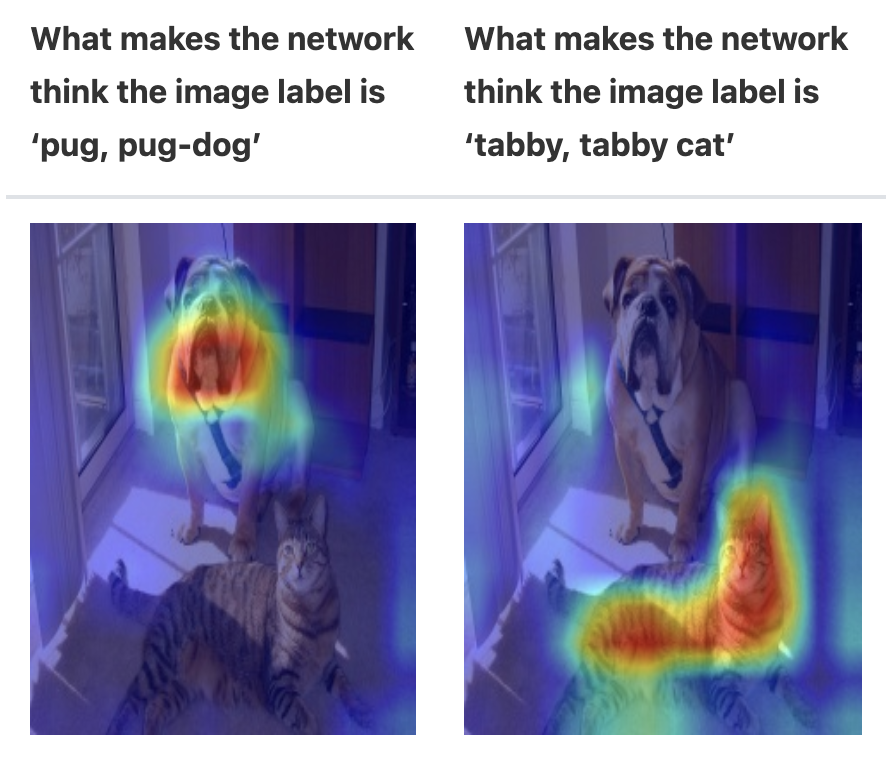 What makes the network
think the image label is
‘pug, pug-dog’
What makes the network
think the image label is
‘tabby, tabby cat’